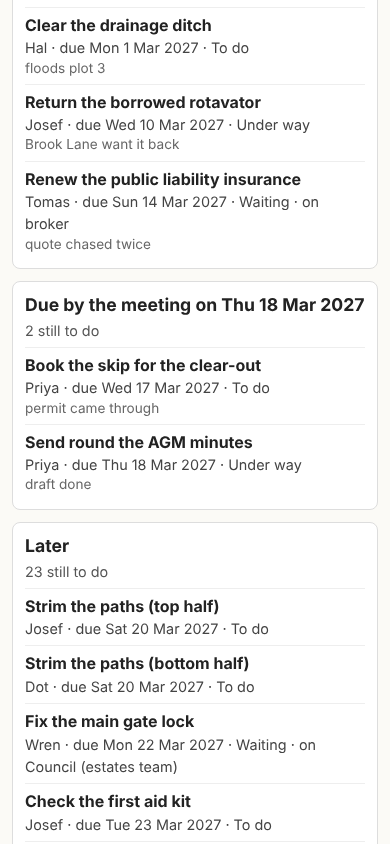 Clear the drainage ditch
Hal · due Mon 1 Mar 2027 · To do
floods plot 3
Return the borrowed rotavator
Josef · due Wed 10 Mar 2027 · Under way
Brook Lane want it back
Renew the public liability insurance
Tomas · due Sun 14 Mar 2027 · Waiting · on
broker
quote chased twice
Due by the meeting on Thu 18 Mar 2027
2 still to do
Book the skip for the clear-out
Priya · due Wed 17 Mar 2027 · To do
permit came through
Send round the AGM minutes
Priya · due Thu 18 Mar 2027 · Under way
draft done
Later
23 still to do
Strim the paths (top half)
Josef · due Sat 20 Mar 2027 · To do
Strim the paths (bottom half)
Dot · due Sat 20 Mar 2027 · To do
Fix the main gate lock
Wren · due Mon 22 Mar 2027 · Waiting · on
Council (estates team)
Check the first aid kit
Josef · due Tue 23 Mar 2027 · To do